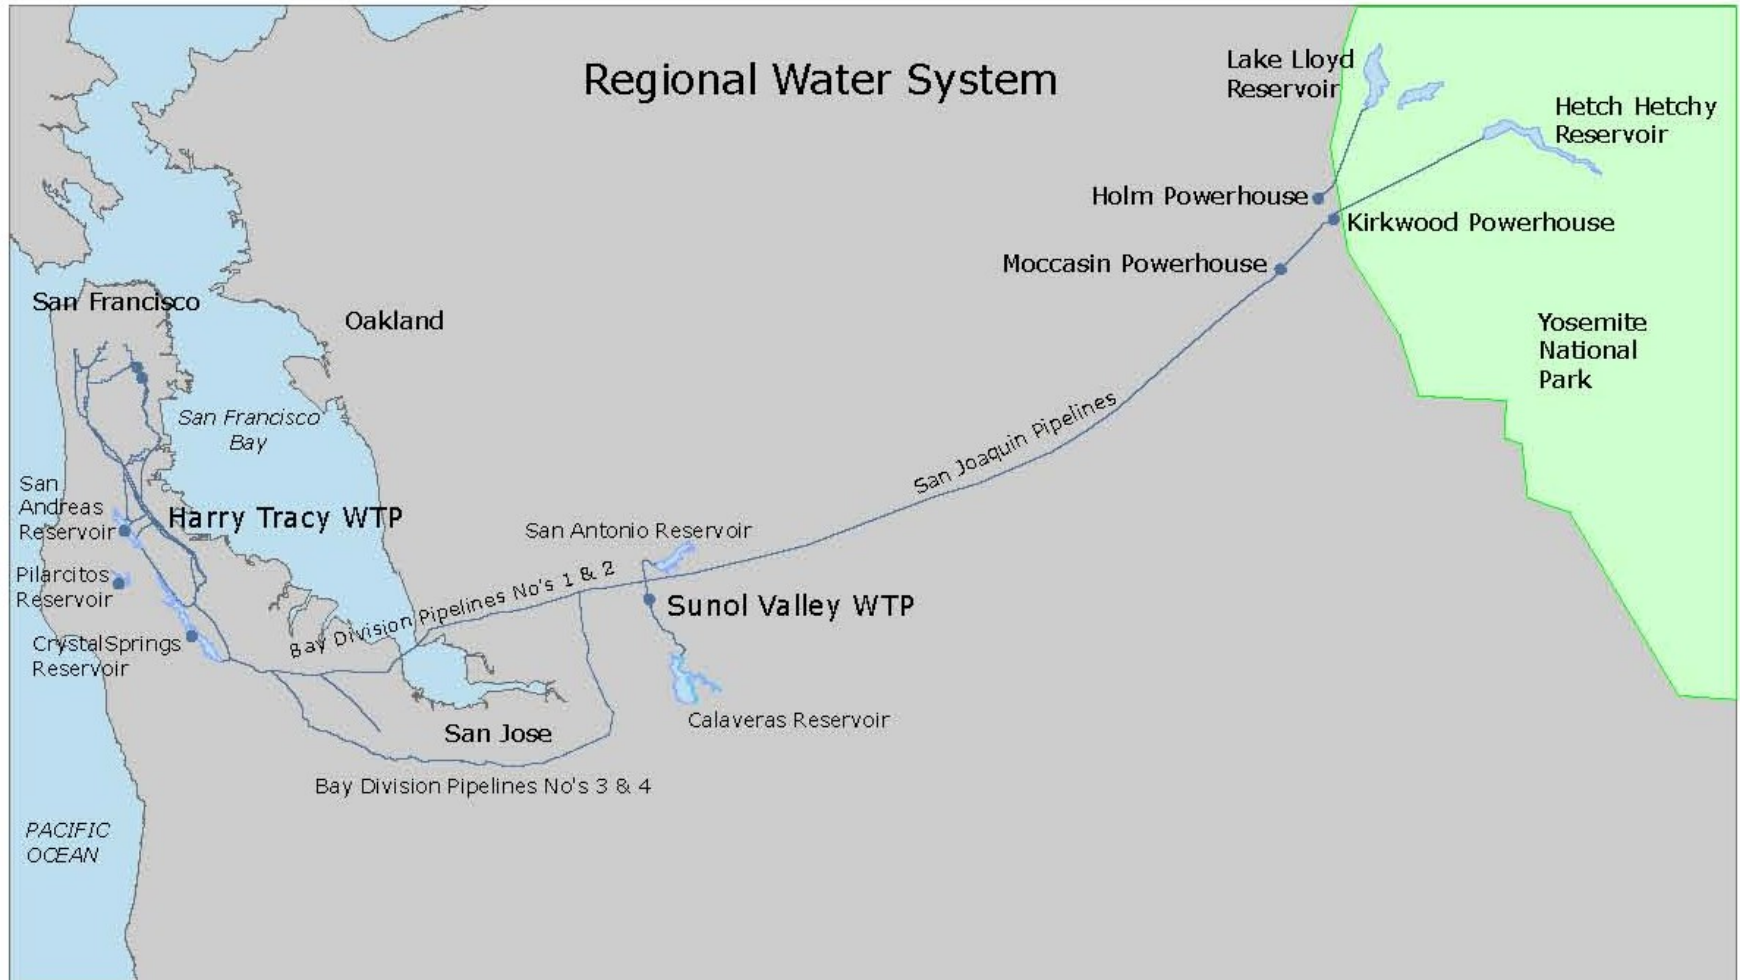 Regional Water System
Lake Lloyd
Reservoir
Hetch Hetchy
Reservoir
Holm Powerhouse
Kirkwood Powerhouse
Moccasin Powerhouse
San Francisco
Oakland
Yosemite
National
Park
San Francisco
Bay
San Joaquin Pipelines
San
Andreas
Reservoir
Harry Tracy WTP
San Antonio Reservoir
Pilarcitos
Reservoir
Bay Division Pipelines No's 1 & 2
Sunol Valley WTP
CrystalSprings
Reservoir
Calaveras Reservoir
San Jose
Bay Division Pipelines No's 3 & 4
PACIFIC
OCEAN